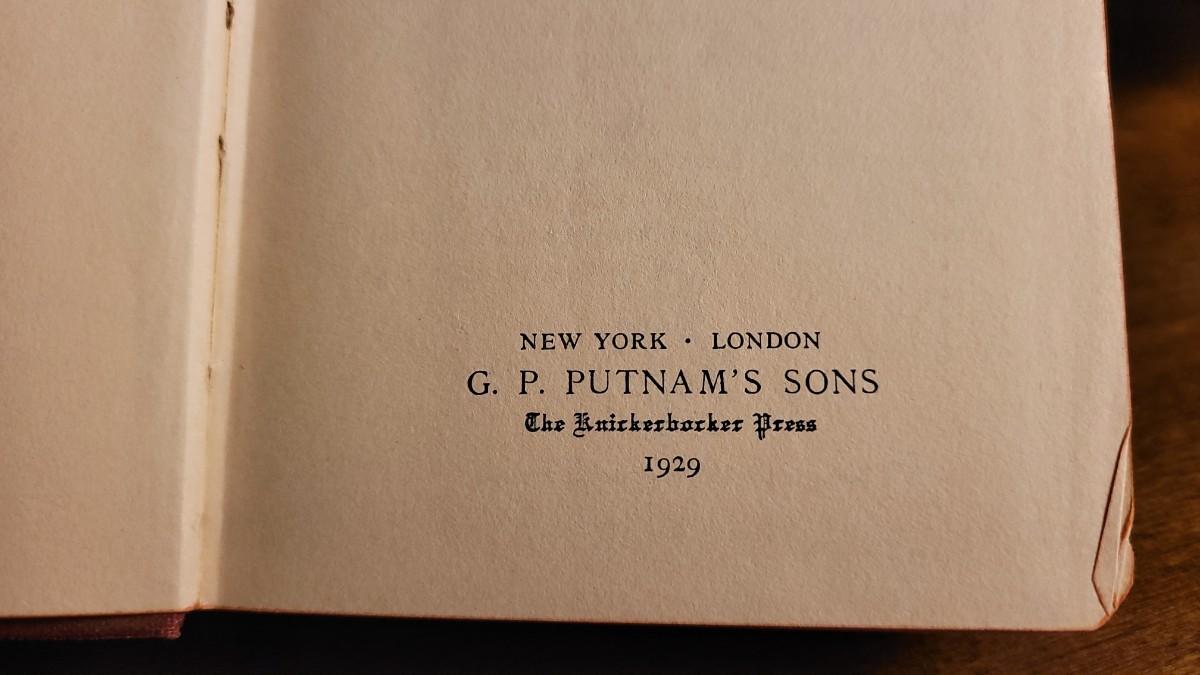 NEW YORK · LONDON
G. P. PUTNAM'S SONS
The Knickerbocker Press
1929